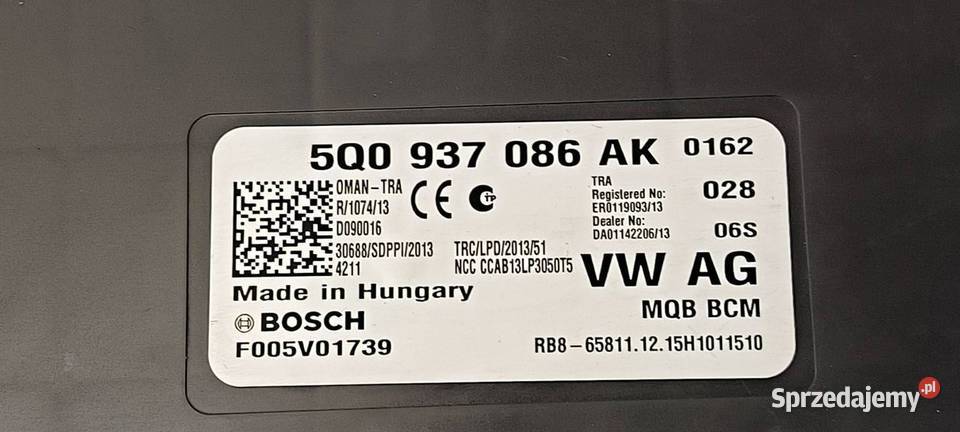 5Q0 937 086 AK 0162
OMAN-TRA
R/1074/13
D090016
CE
TP
TRA
Registered No:
ER0119093/13
Dealer No:
DA01142206/13
028
06S
30688/SDPPI/2013
4211
TRC/LPD/2013/51
NCC CCAB13LP3050T5
VW AG
Made in Hungary
MQB BCM
BOSCH
F005V01739
RB8-65811.12.15H1011510
Sprzedajemy.pl